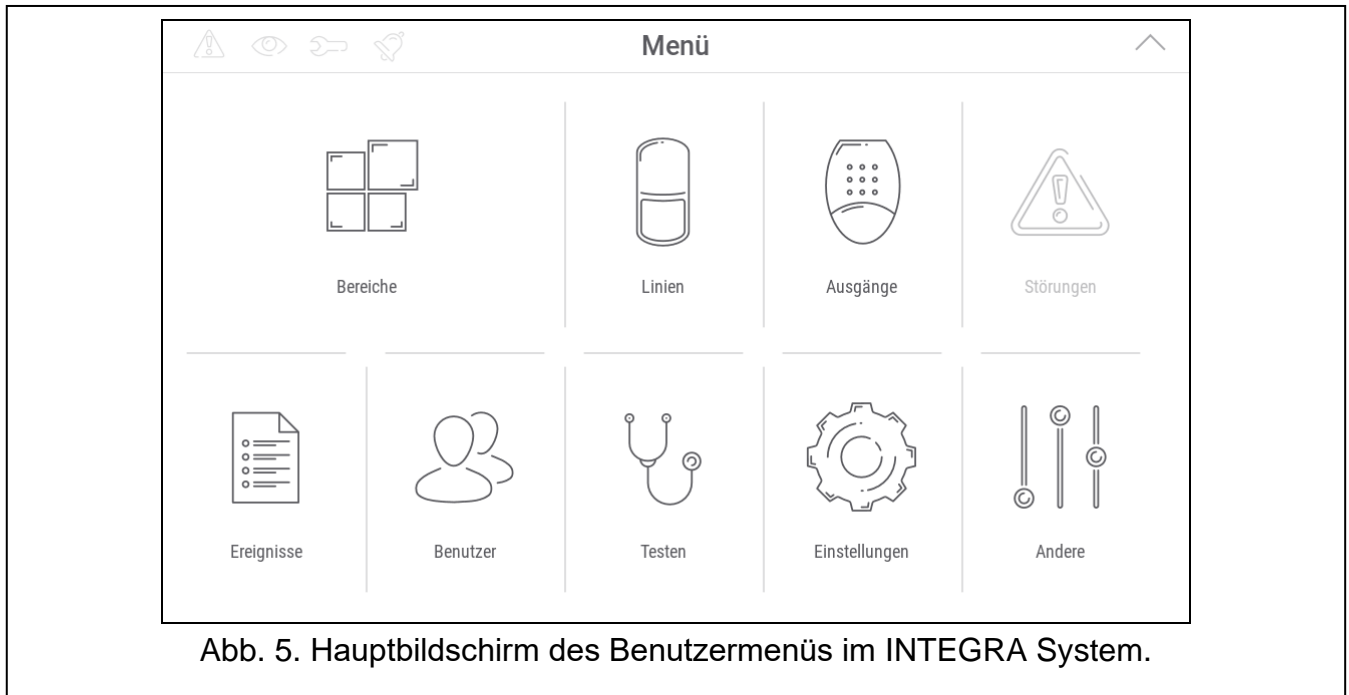 Menü
Bereiche
Linien
Ausgänge
Störungen
Ereignisse
Benutzer
Testen
Einstellungen
Andere
Abb. 5. Hauptbildschirm des Benutzermenüs im INTEGRA System.